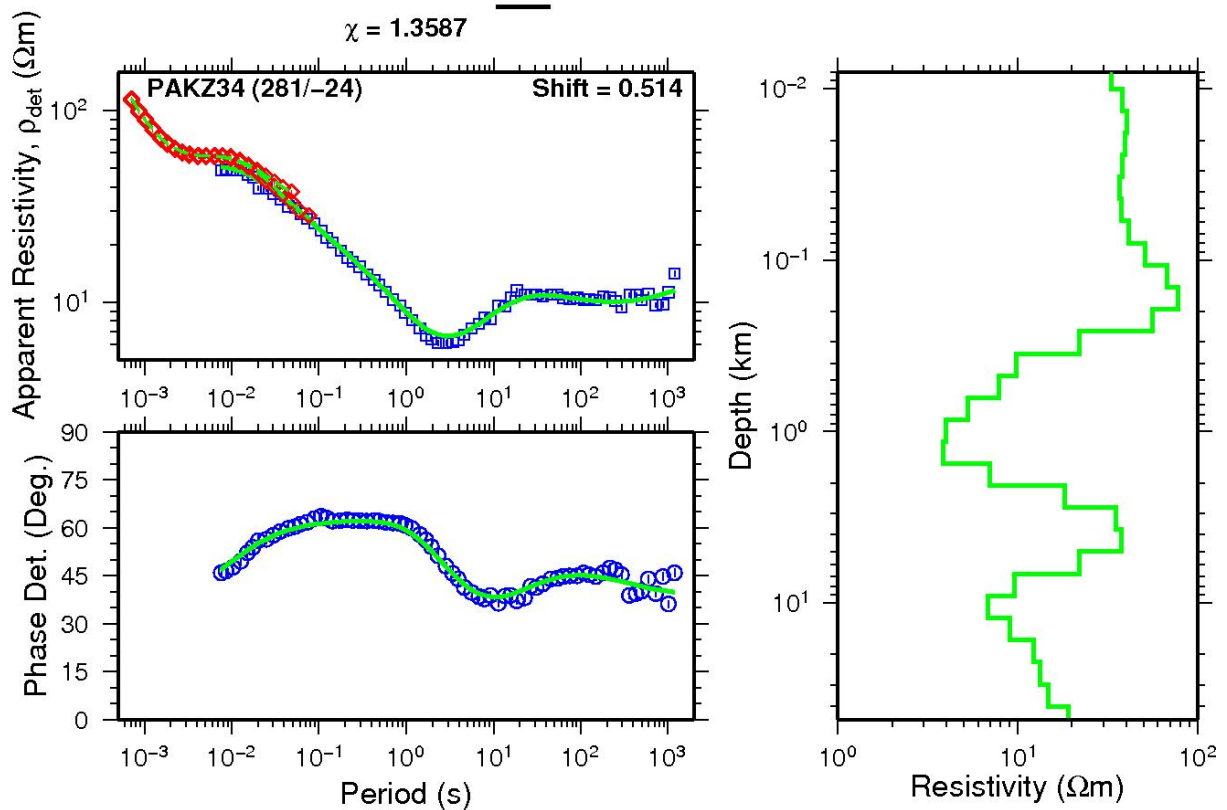 χ = 1.3587
PAKZ34 (281/−24)
Shift = 0.514
Apparent Resistivity, ρdet (Ωm)
10²
10¹
10⁻³ 10⁻² 10⁻¹ 10⁰ 10¹ 10² 10³
Phase Det. (Deg.)
90
75
60
45
30
15
0
10⁻³ 10⁻² 10⁻¹ 10⁰ 10¹ 10² 10³
Period (s)
Depth (km)
10⁻²
10⁻¹
10⁰
10¹
10⁰ 10¹ 10²
Resistivity (Ωm)